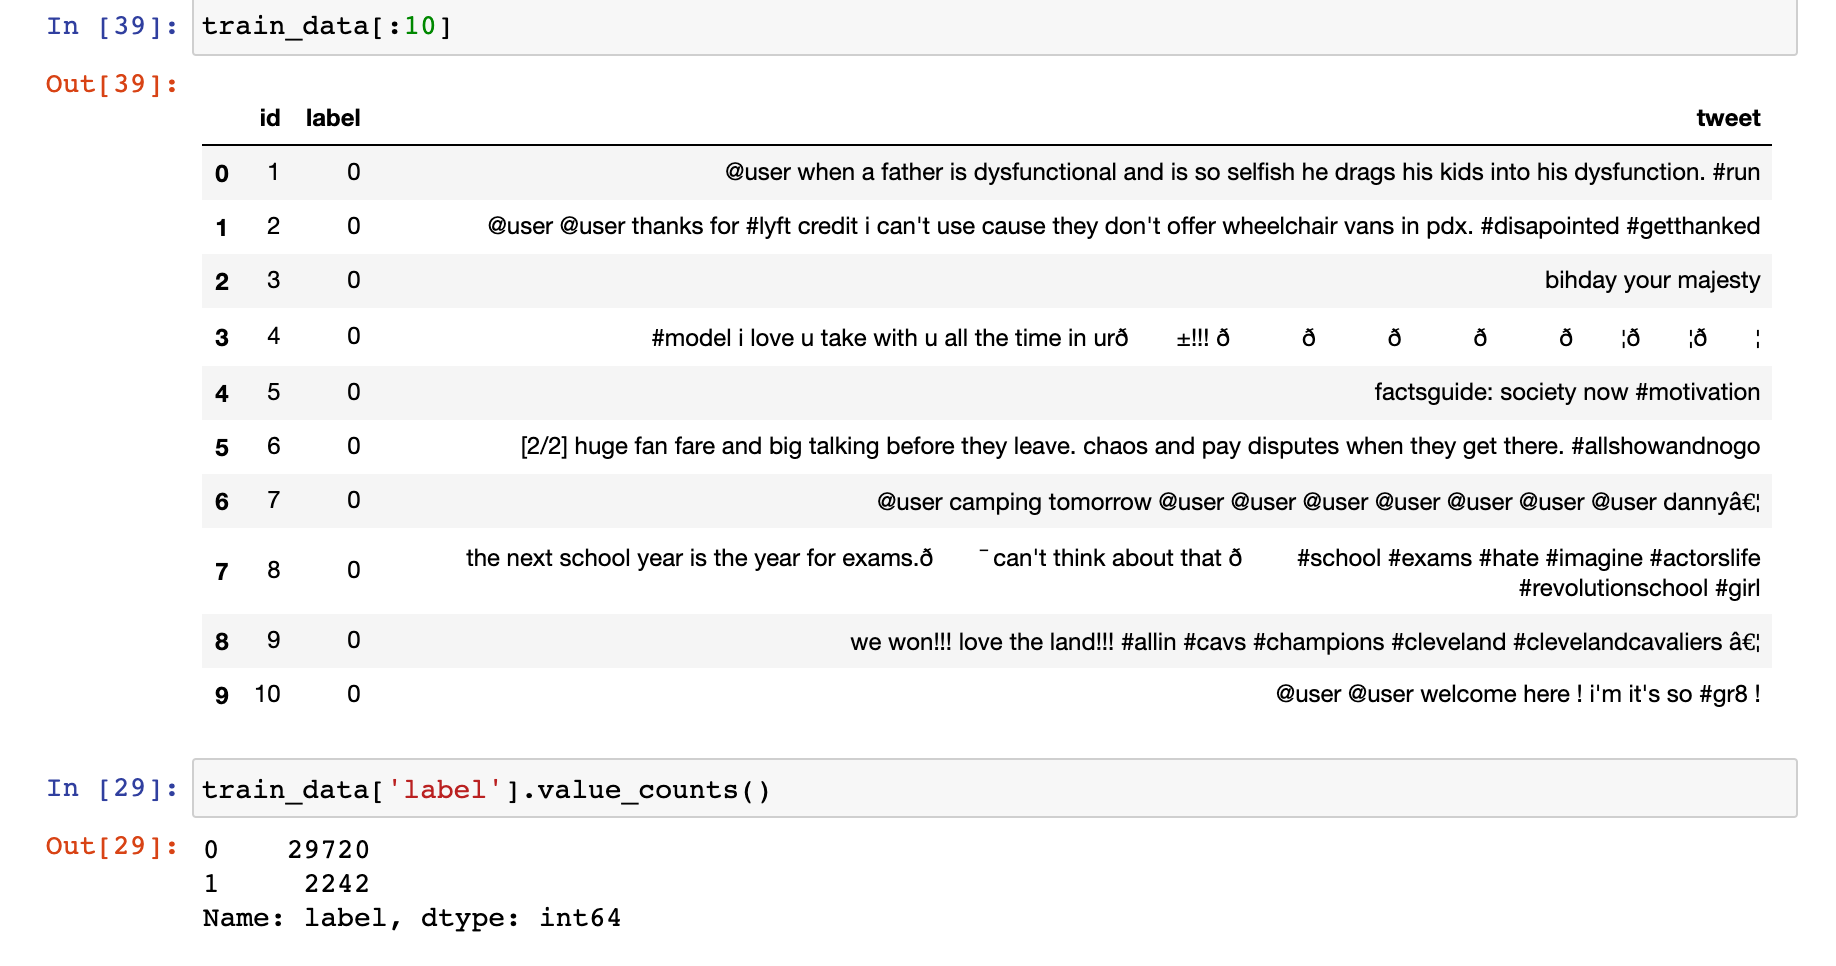 In [39]: train_data[:10]
Out[39]:
id label tweet
0 1 0 @user when a father is dysfunctional and is so selfish he drags his kids into his dysfunction. #run
1 2 0 @user @user thanks for #lyft credit i can't use cause they don't offer wheelchair vans in pdx. #disapointed #getthanked
2 3 0 bihday your majesty
3 4 0 #model i love u take with u all the time in urð ±!!! ð ð ð ð ð ¦ð ¦ð ¦
4 5 0 factsguide: society now #motivation
5 6 0 [2/2] huge fan fare and big talking before they leave. chaos and pay disputes when they get there. #allshowandnogo
6 7 0 @user camping tomorrow @user @user @user @user @user @user @user dannyâ€¦
7 8 0 the next school year is the year for exams.ð ¯ can't think about that ð #school #exams #hate #imagine #actorslife
#revolutionschool #girl
8 9 0 we won!!! love the land!!! #allin #cavs #champions #cleveland #clevelandcavaliers â€¦
9 10 0 @user @user welcome here ! i'm it's so #gr8 !
In [29]: train_data['label'].value_counts()
Out[29]: 0 29720
1 2242
Name: label, dtype: int64